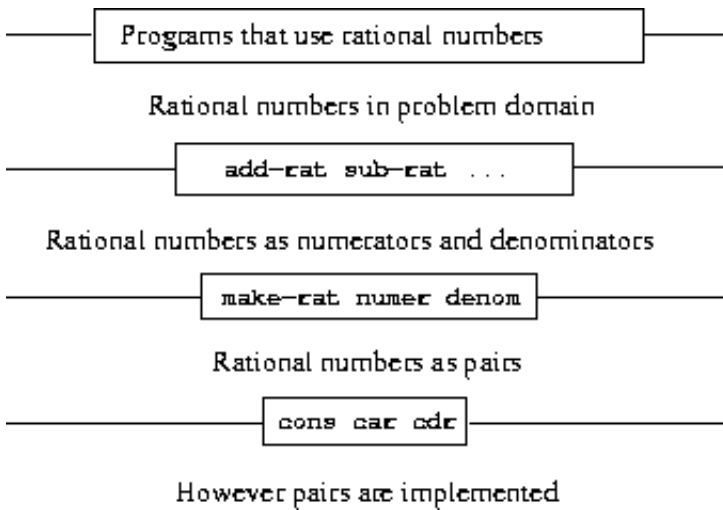 Programs that use rational numbers
Rational numbers in problem domain
add-rat sub-rat ...
Rational numbers as numerators and denominators
make-rat numer denom
Rational numbers as pairs
cons car cdr
However pairs are implemented